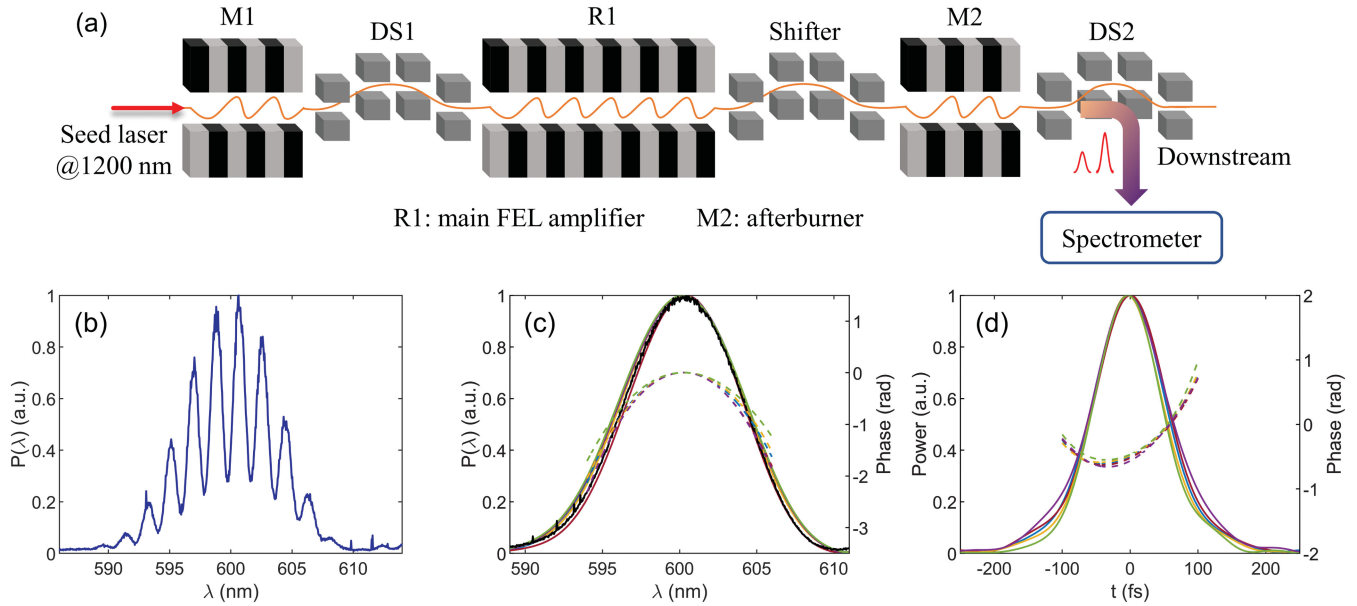 (a)
M1
DS1
R1
Shifter
M2
DS2
Seed laser
@1200 nm
Downstream
R1: main FEL amplifier
M2: afterburner
Spectrometer
(b)
P(λ) (a.u.)
1
0.8
0.6
0.4
0.2
0
590
595
600
605
610
λ (nm)
(c)
P(λ) (a.u.)
1
0.8
0.6
0.4
0.2
0
590
595
600
605
610
λ (nm)
1
0
-1
-2
-3
Phase (rad)
(d)
Power (a.u.)
1
0.8
0.6
0.4
0.2
0
-200
-100
0
100
200
t (fs)
2
1
0
-1
-2
Phase (rad)